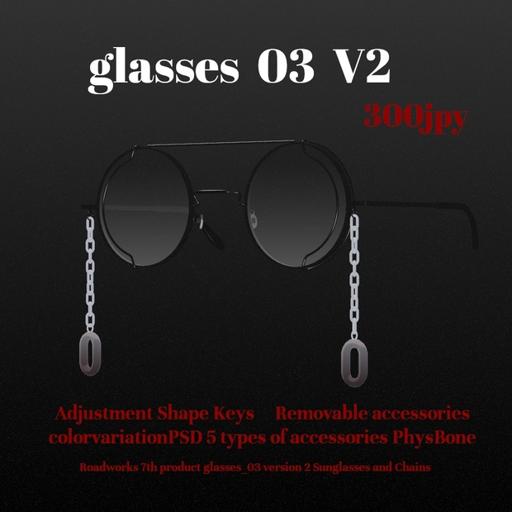 glasses 03 V2
300jpy
Adjustment Shape Keys Removable accessories
colorvariationPSD 5 types of accessories PhysBone
Roadworks 7th product glasses_03 version 2 Sunglasses and Chains